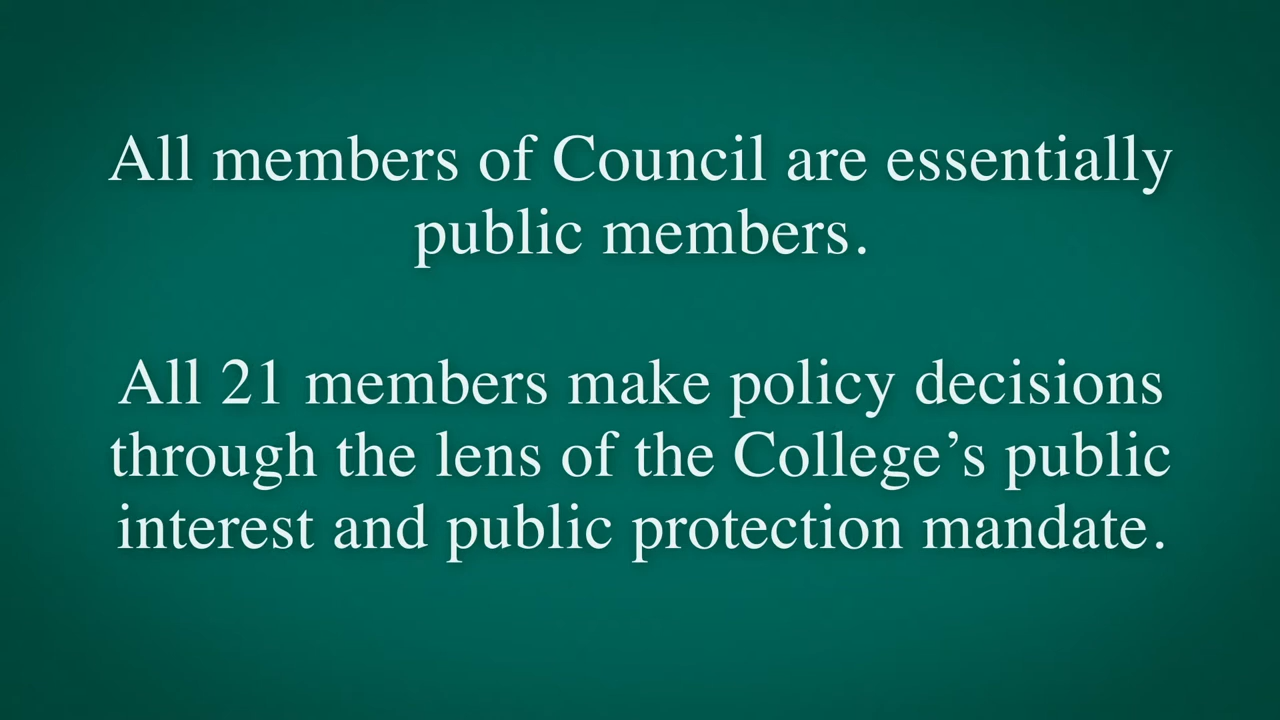 All members of Council are essentially
public members.
All 21 members make policy decisions
through the lens of the College’s public
interest and public protection mandate.